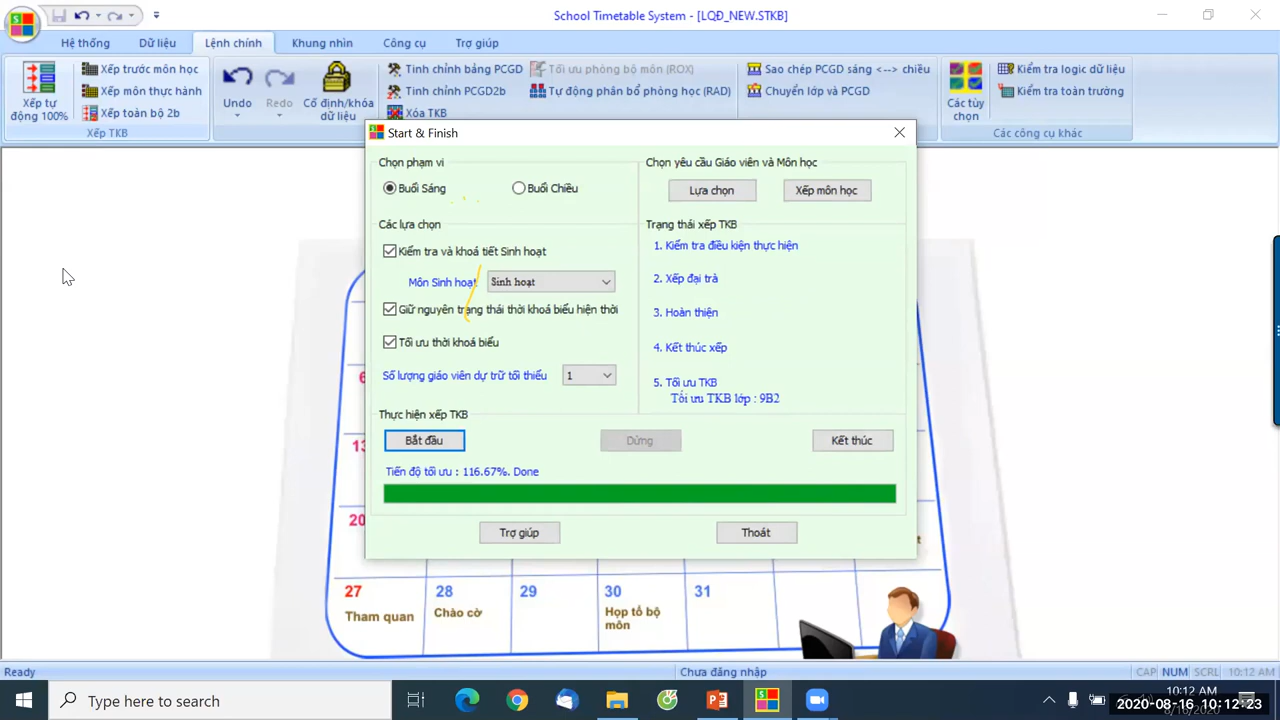 School Timetable System - [LQĐ_NEW.STKB]
Hệ thống Dữ liệu Lệnh chính Khung nhìn Công cụ Trợ giúp
Xếp tự động 100%
Xếp trước môn học
Xếp môn thực hành
Xếp toàn bộ 2b
Xếp TKB
Undo
Redo
Cố định/khóa dữ liệu
Tinh chỉnh bảng PCGD
Tinh chỉnh PCGD2b
Xóa TKB
Tối ưu phòng bộ môn (ROX)
Tự động phân bổ phòng học (RAD)
Sao chép PCGD sáng <--> chiều
Chuyển lớp và PCGD
Các tùy chọn
Kiểm tra logic dữ liệu
Kiểm tra toàn trường
Các công cụ khác
Start & Finish
Chọn phạm vi
Buổi Sáng Buổi Chiều
Các lựa chọn
Kiểm tra và khoá tiết Sinh hoạt
Môn Sinh hoạt Sinh hoạt
Giữ nguyên trạng thái thời khoá biểu hiện thời
Tối ưu thời khoá biểu
Số lượng giáo viên dự trữ tối thiểu 1
Chọn yêu cầu Giáo viên và Môn học
Lựa chọn Xếp môn học
Trạng thái xếp TKB
1. Kiểm tra điều kiện thực hiện
2. Xếp đại trà
3. Hoàn thiện
4. Kết thúc xếp
5. Tối ưu TKB
Tối ưu TKB lớp : 9B2
Thực hiện xếp TKB
Bắt đầu Dừng Kết thúc
Tiến độ tối ưu : 116.67%. Done
Trợ giúp Thoát
6
13
20
27 28 29 30 31
Tham quan Chào cờ Họp tổ bộ môn
Ready Chưa đăng nhập CAP NUM SCRL 10:12 AM
Type here to search
10:12 AM
2020-08-16 10:12:23